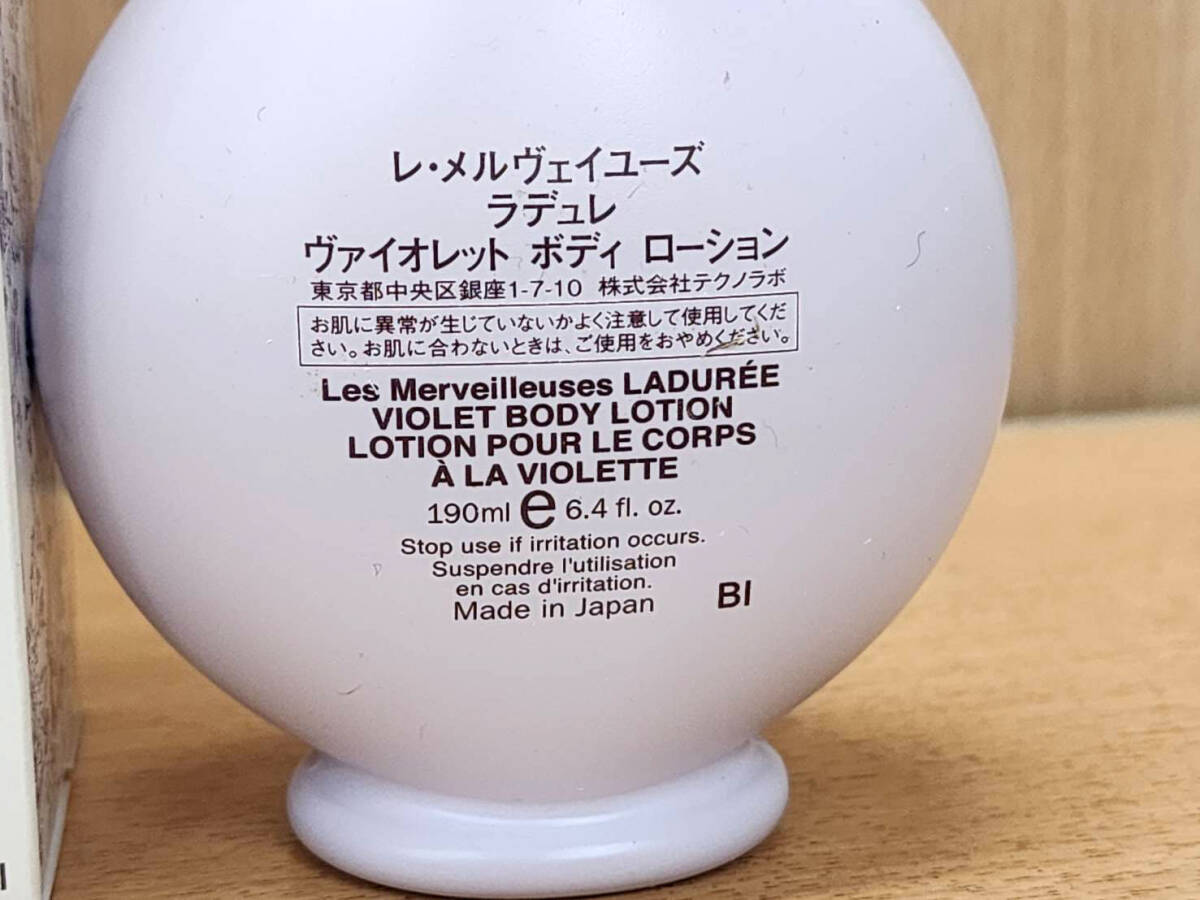 レ・メルヴェイユーズ
ラデュレ
ヴァイオレット ボディ ローション
東京都中央区銀座1-7-10 株式会社テクノラボ
お肌に異常が生じていないかよく注意して使用してくだ
さい。お肌に合わないときは、ご使用をおやめください。
Les Merveilleuses LADURÉE
VIOLET BODY LOTION
LOTION POUR LE CORPS
À LA VIOLETTE
190ml e 6.4 fl. oz.
Stop use if irritation occurs.
Suspendre l'utilisation
en cas d'irritation.
Made in Japan BI